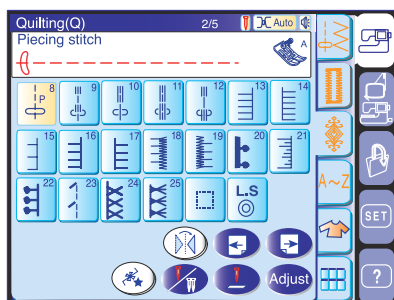 Quilting(Q) 2/5 Auto
Piecing stitch
A
8 9 10 11 12 13 14
P
15 16 17 18 19 20 21
22 23 24 25 L.S
A~Z
SET
Adjust
?